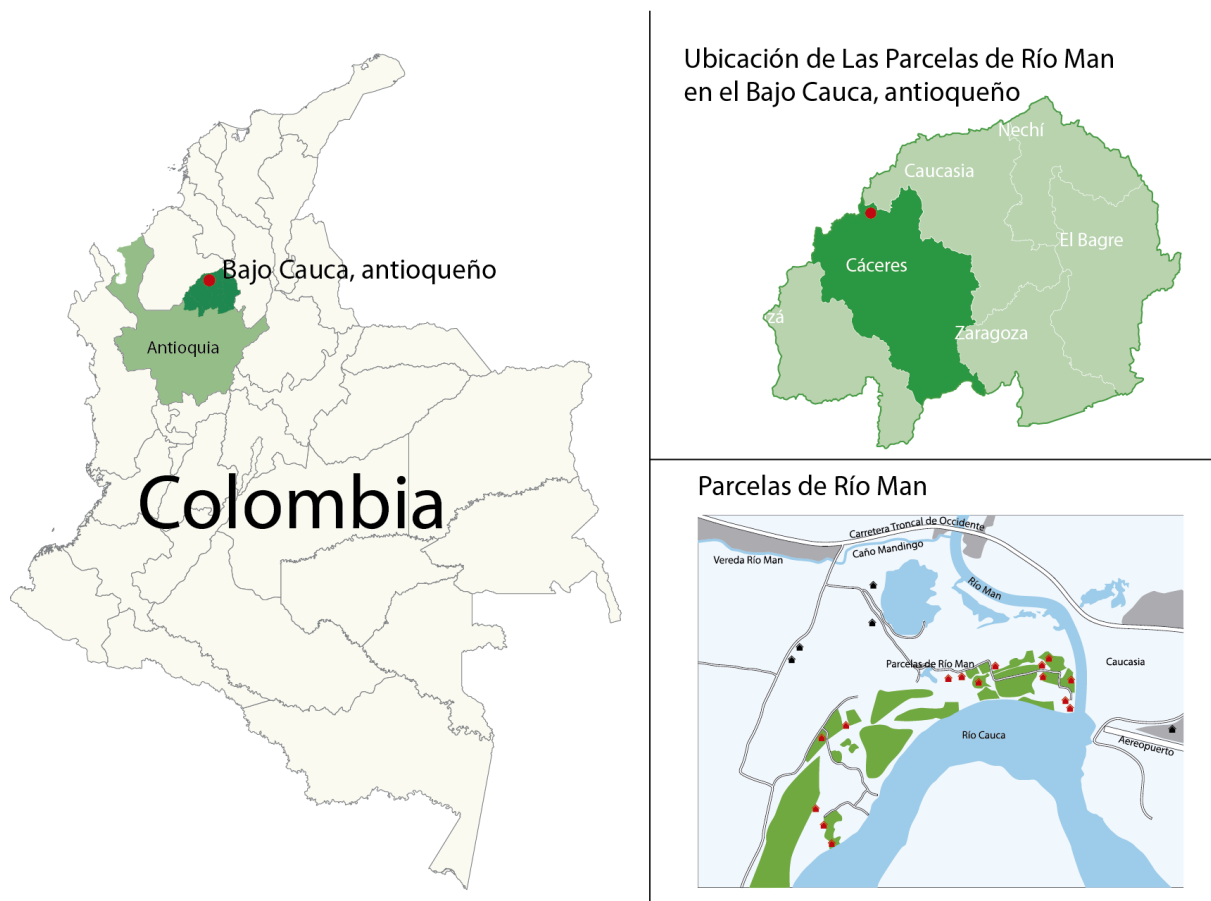 Bajo Cauca, antioqueño
Antioquia
Colombia
Ubicación de Las Parcelas de Río Man
en el Bajo Cauca, antioqueño
Nechí
Caucasia
El Bagre
Cáceres
zá
Zaragoza
Parcelas de Río Man
Carretera Troncal de Occidente
Caño Mandingo
Vereda Río Man
Río Man
Parcelas de Río Man
Caucasia
Río Cauca
Aereopuerto